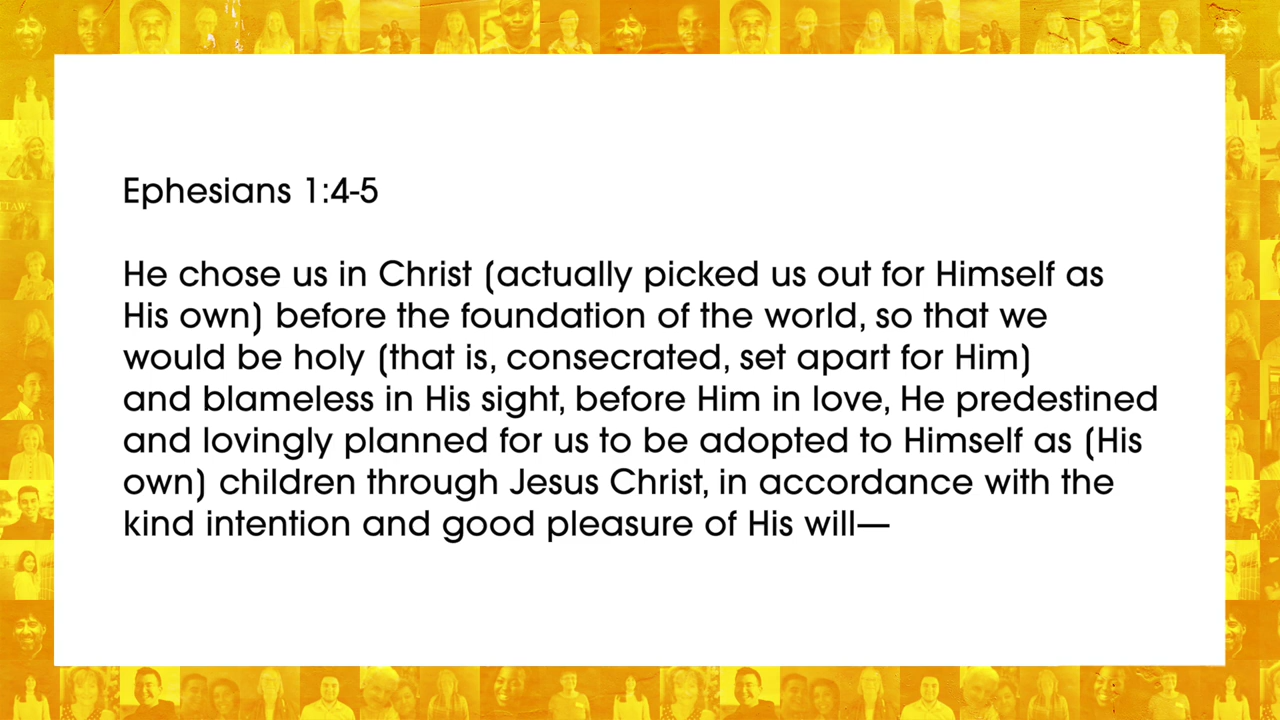 Ephesians 1:4-5
He chose us in Christ (actually picked us out for Himself as
His own) before the foundation of the world, so that we
would be holy (that is, consecrated, set apart for Him)
and blameless in His sight, before Him in love, He predestined
and lovingly planned for us to be adopted to Himself as (His
own) children through Jesus Christ, in accordance with the
kind intention and good pleasure of His will—